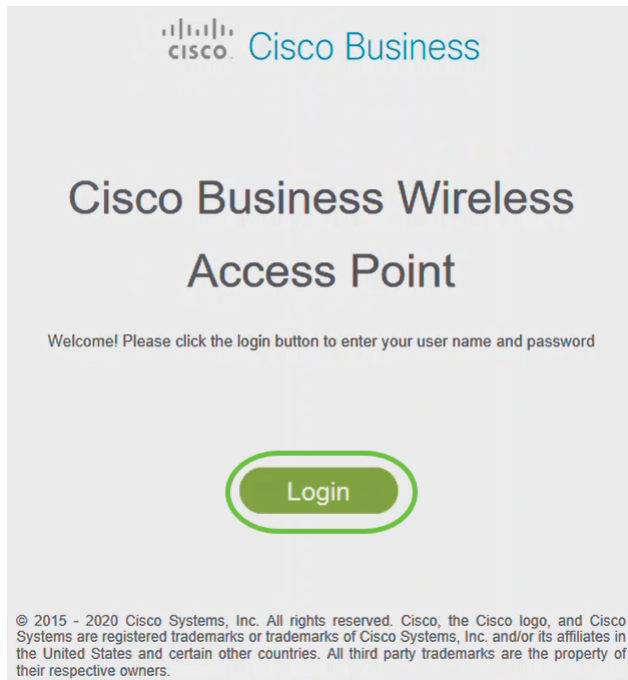 cisco. Cisco Business
Cisco Business Wireless
Access Point
Welcome! Please click the login button to enter your user name and password
Login
© 2015 - 2020 Cisco Systems, Inc. All rights reserved. Cisco, the Cisco logo, and Cisco
Systems are registered trademarks or trademarks of Cisco Systems, Inc. and/or its affiliates in
the United States and certain other countries. All third party trademarks are the property of
their respective owners.